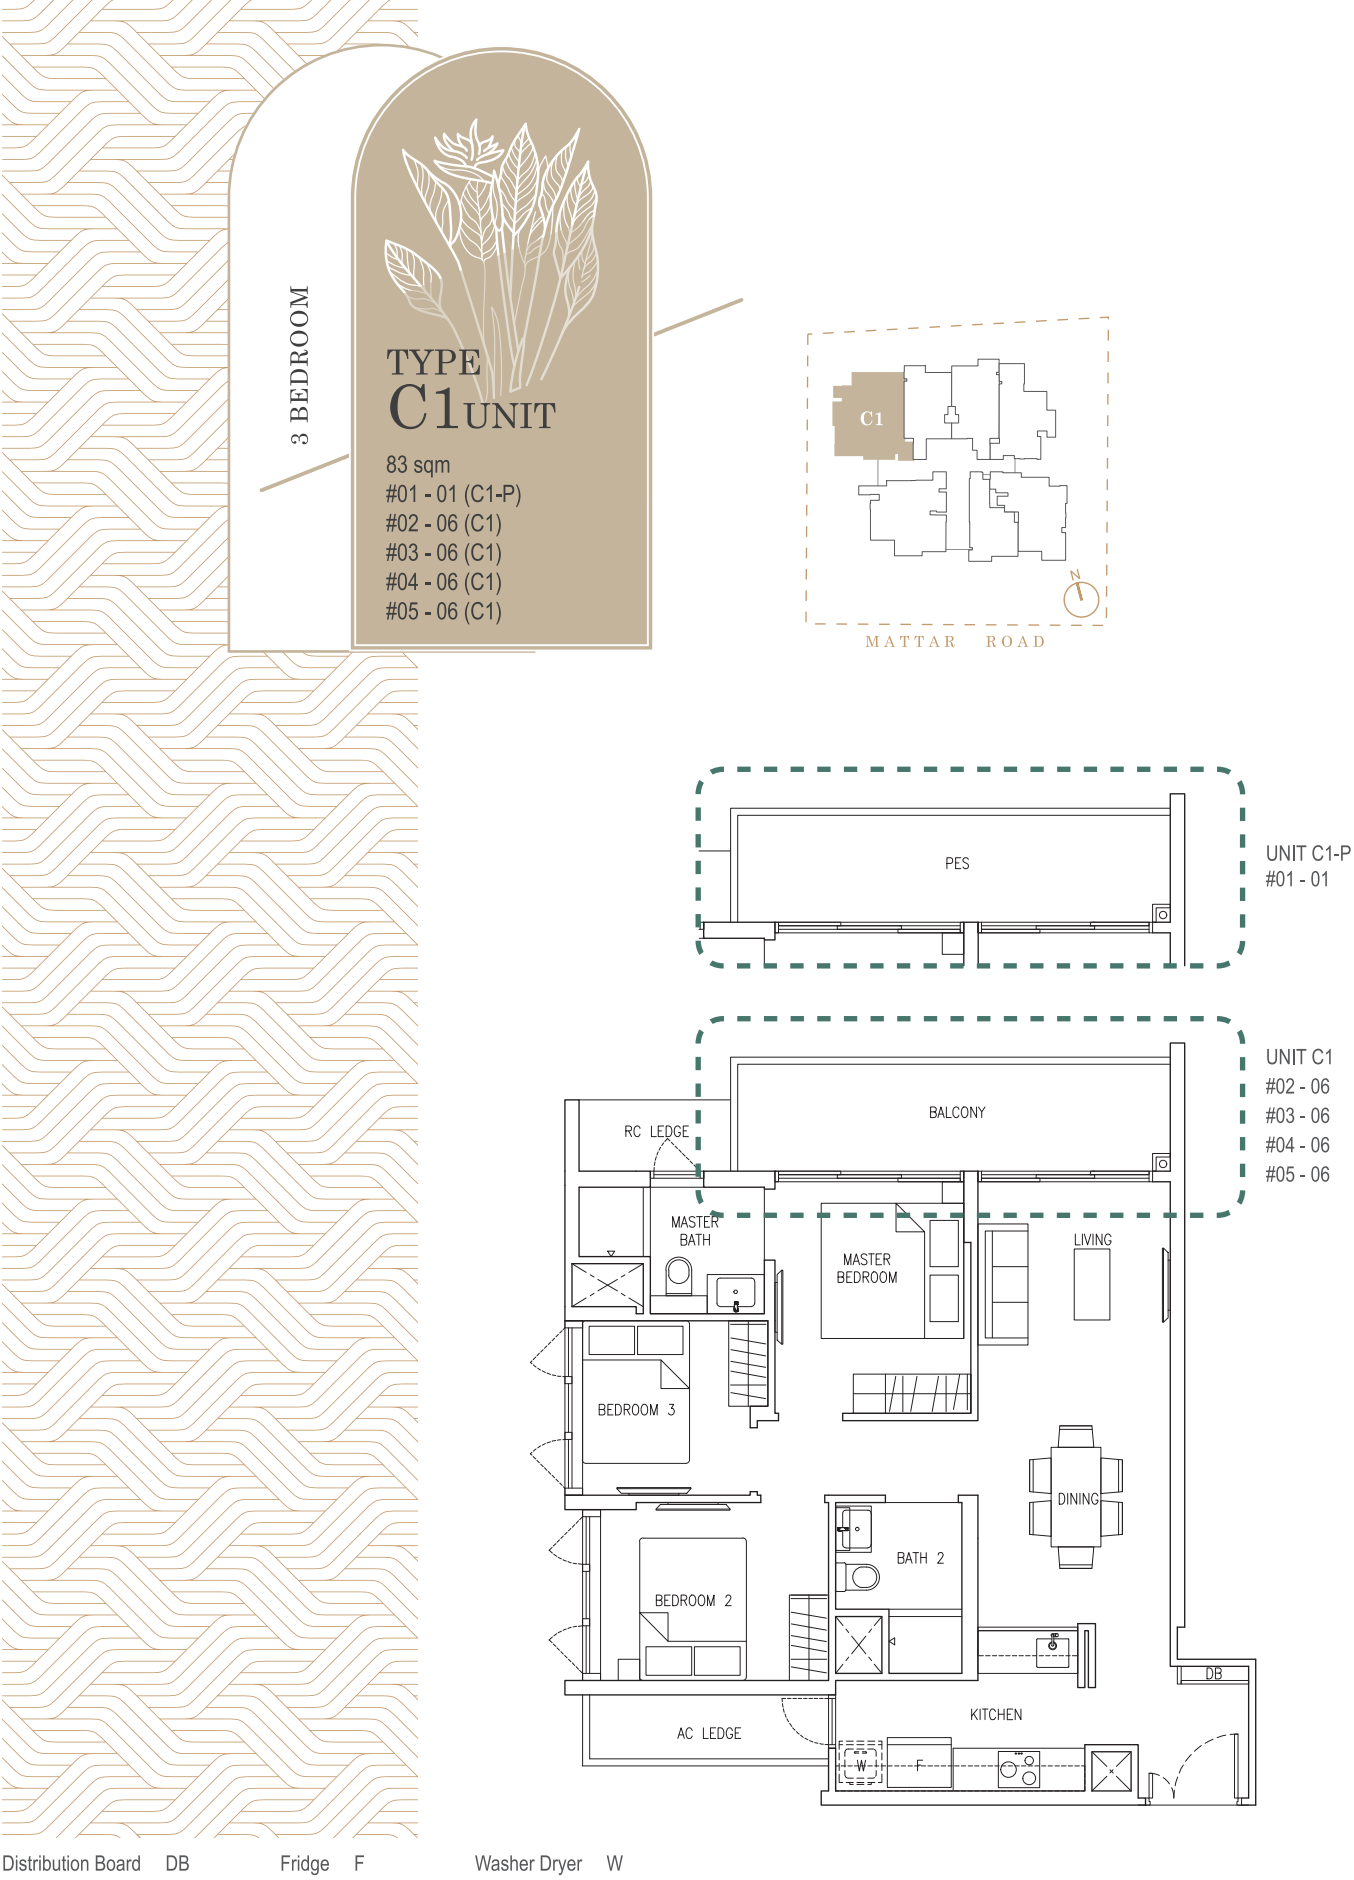 3 BEDROOM
TYPE
C1 UNIT
83 sqm
#01 - 01 (C1-P)
#02 - 06 (C1)
#03 - 06 (C1)
#04 - 06 (C1)
#05 - 06 (C1)
C1
N
MATTAR ROAD
PES
UNIT C1-P
#01 - 01
BALCONY
UNIT C1
#02 - 06
#03 - 06
#04 - 06
#05 - 06
RC LEDGE
MASTER
BATH
MASTER
BEDROOM
LIVING
BEDROOM 3
DINING
BATH 2
BEDROOM 2
DB
KITCHEN
AC LEDGE
W
F
Distribution Board DB
Fridge F
Washer Dryer W